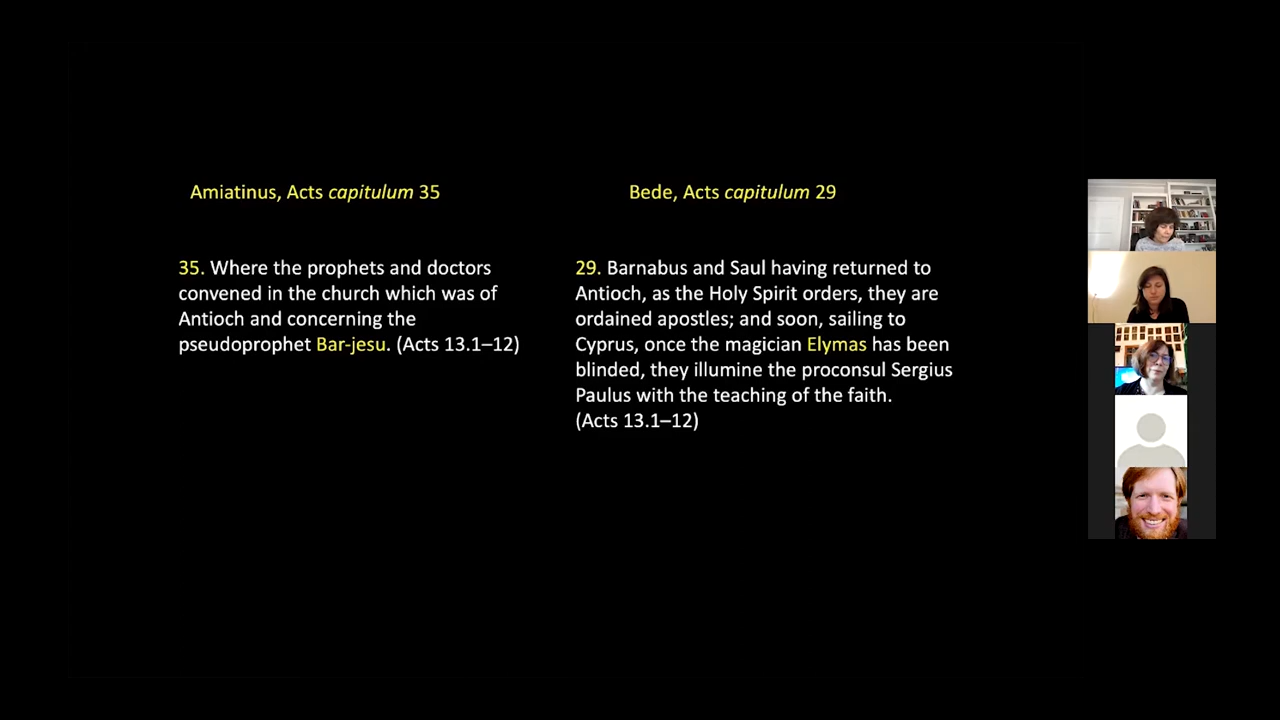 Amiatinus, Acts capitulum 35
35. Where the prophets and doctors
convened in the church which was of
Antioch and concerning the
pseudoprophet Bar-jesu. (Acts 13.1–12)
Bede, Acts capitulum 29
29. Barnabus and Saul having returned to
Antioch, as the Holy Spirit orders, they are
ordained apostles; and soon, sailing to
Cyprus, once the magician Elymas has been
blinded, they illumine the proconsul Sergius
Paulus with the teaching of the faith.
(Acts 13.1–12)